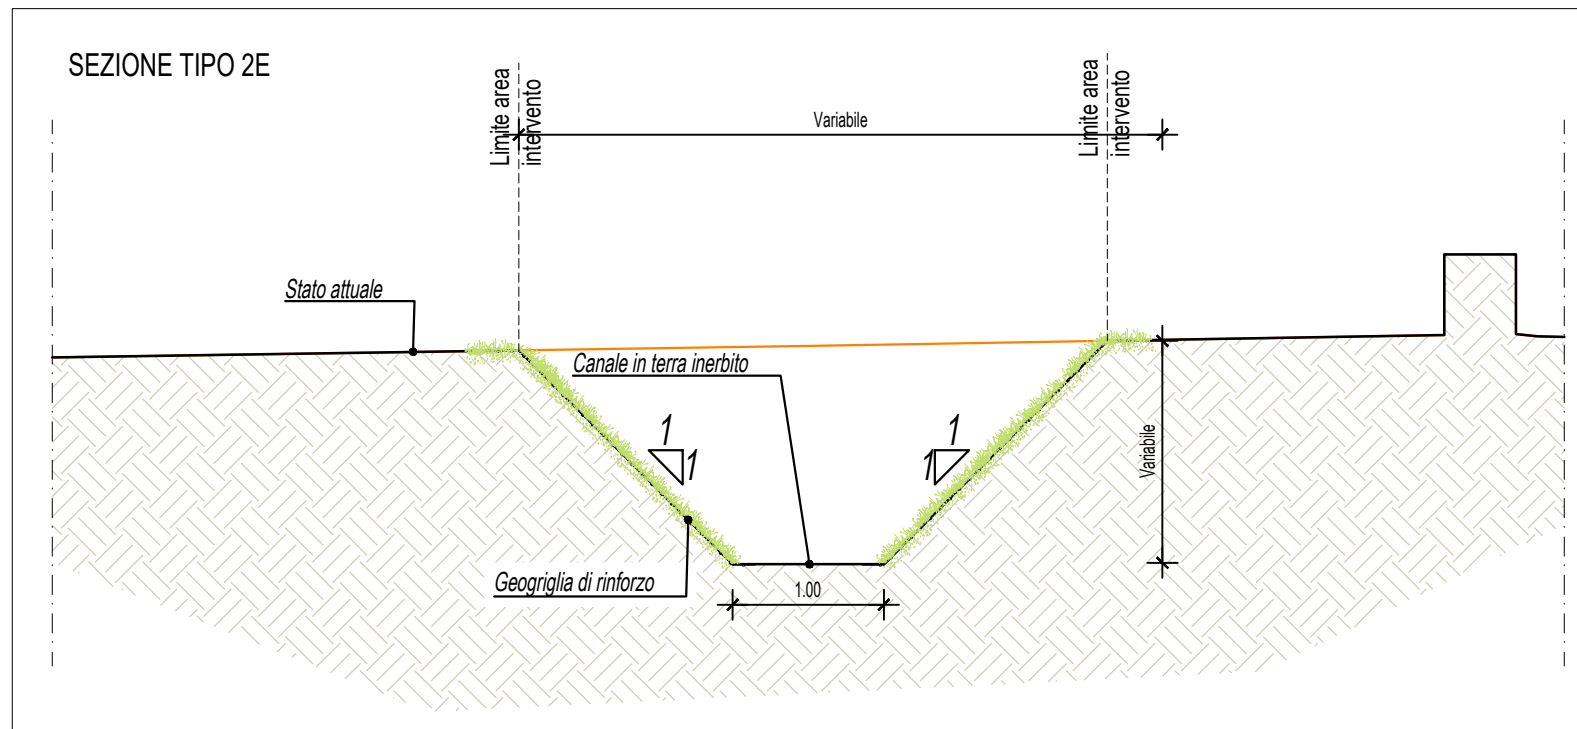 SEZIONE TIPO 2E
Limite area
intervento
Variabile
Limite area
intervento
Stato attuale
Canale in terra inerbito
1
1
1
1
Variabile
Geogriglia di rinforzo
1.00